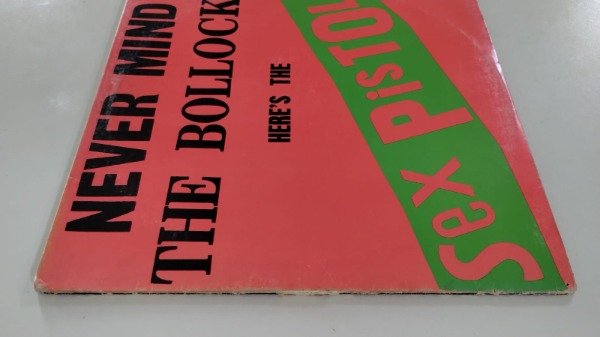 NEVER MIND
THE BOLLOCK
HERE'S THE
Sex PiSTOL